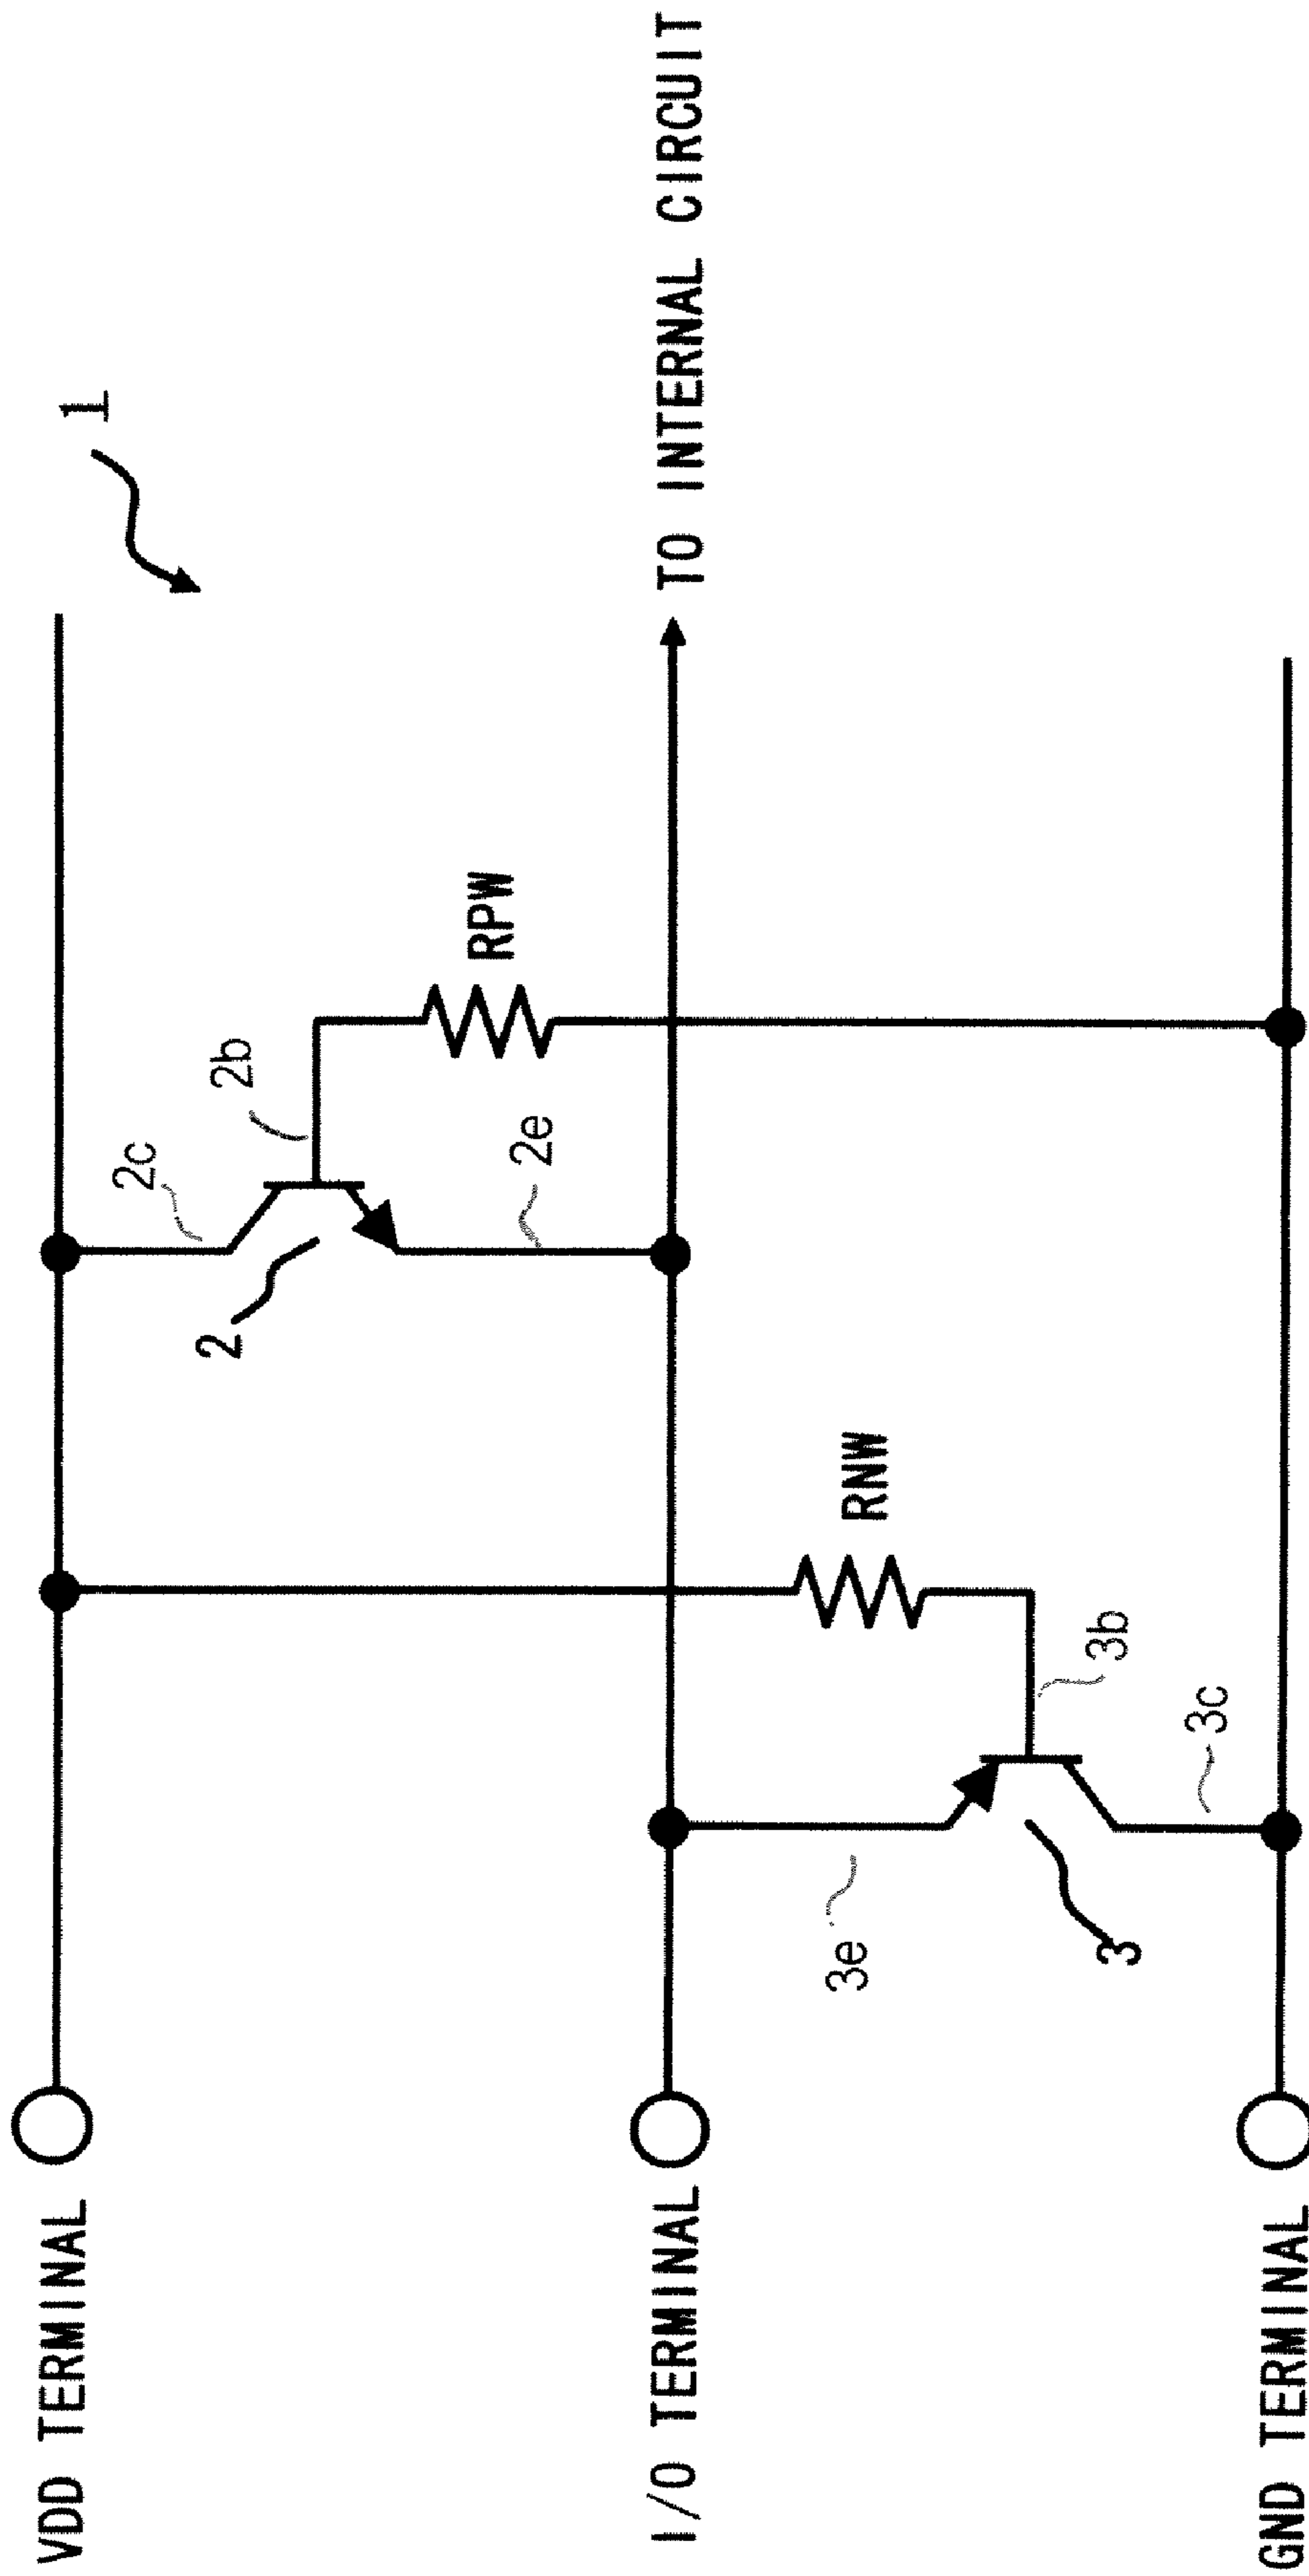 1
VDD TERMINAL
2c
2b
2
2e
RPW
I/O TERMINAL
TO INTERNAL CIRCUIT
RNW
3e
3b
3
3c
GND TERMINAL